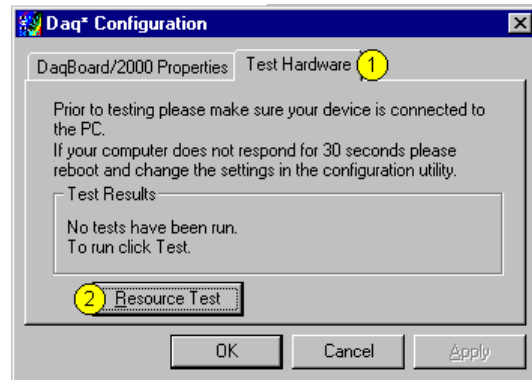 Daq* Configuration
DaqBoard/2000 Properties
Test Hardware
1
Prior to testing please make sure your device is connected to
the PC.
If your computer does not respond for 30 seconds please
reboot and change the settings in the configuration utility.
Test Results
No tests have been run.
To run click Test.
2
Resource Test
OK
Cancel
Apply